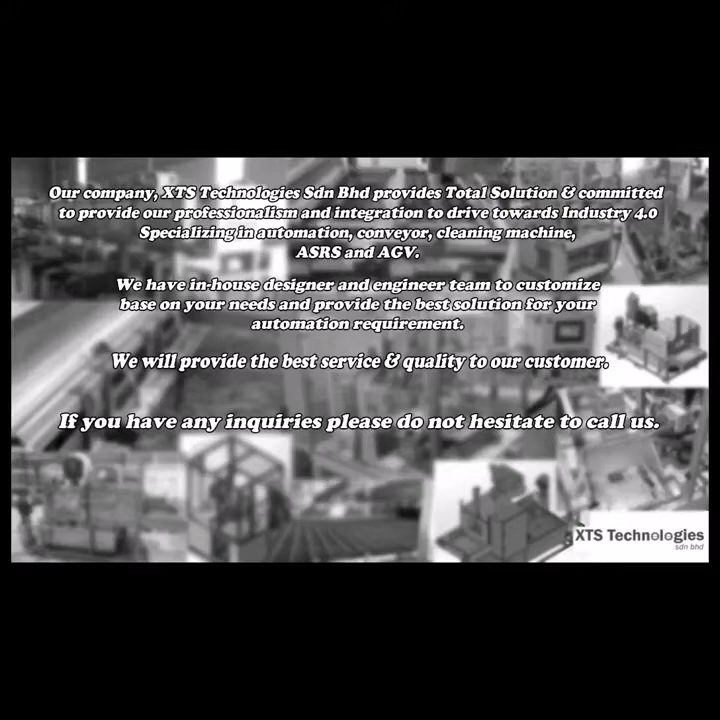 Our company, XTS Technologies Sdn Bhd provides Total Solution & committed
to provide our professionalism and integration to drive towards Industry 4.0
Specializing in automation, conveyor, cleaning machine,
ASRS and AGV.
We have in-house designer and engineer team to customize
base on your needs and provide the best solution for your
automation requirement.
We will provide the best service & quality to our customer.
If you have any inquiries please do not hesitate to call us.
XTS Technologies
sdn bhd